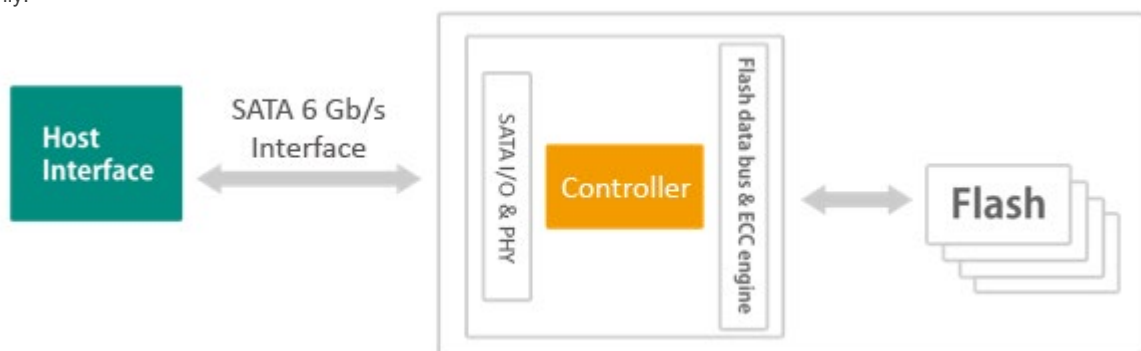 SATA 6 Gb/s
Interface
Host
Interface
SATA I/O & PHY
Controller
Flash data bus & ECC engine
Flash